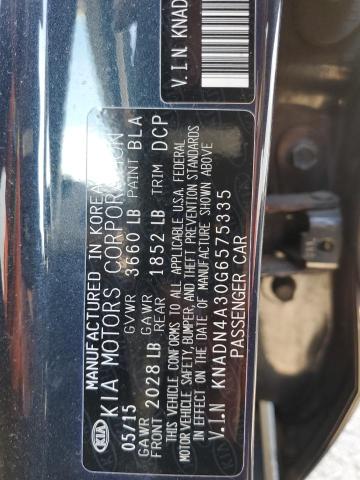 MANUFACTURED IN KOREA
KIA KIA MOTORS CORPORATION
05/15 GVWR 3660 LB PAINT BLA
GAWR FRONT 2028 LB GAWR REAR 1852 LB TRIM DCP
THIS VEHICLE CONFORMS TO ALL APPLICABLE U.S.A. FEDERAL
MOTOR VEHICLE SAFETY, BUMPER, AND THEFT PREVENTION STANDARDS
IN EFFECT ON THE DATE OF MANUFACTURE SHOWN ABOVE
V.I.N KNADN4A30G6575335
PASSENGER CAR
V.I.N. KNAD